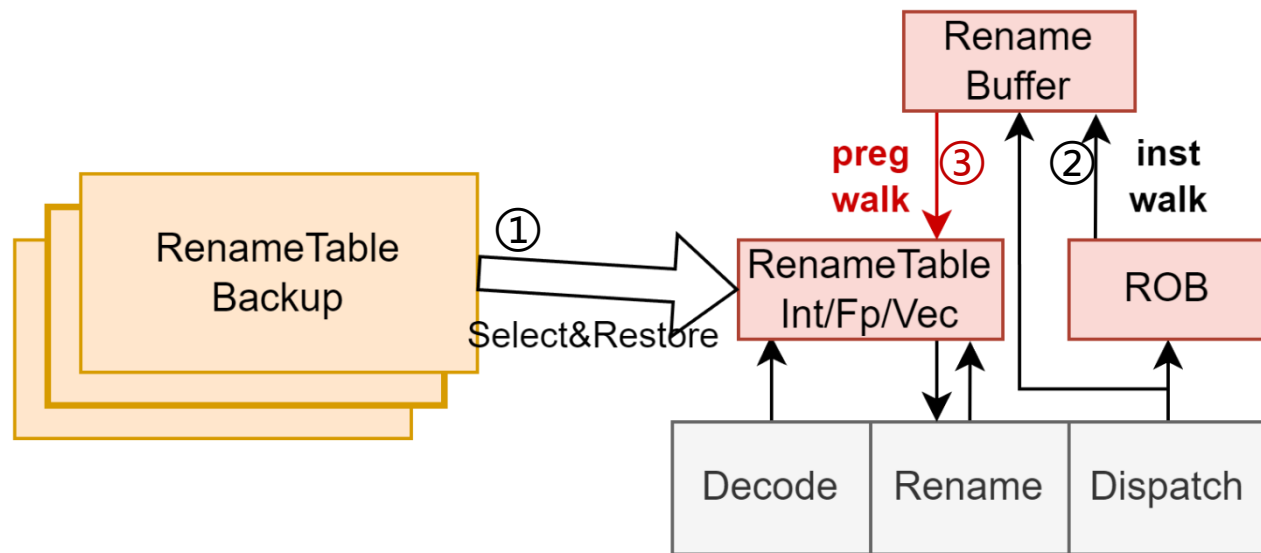 Rename
Buffer
preg
walk
③
②
inst
walk
RenameTable
Backup
①
Select&Restore
RenameTable
Int/Fp/Vec
ROB
Decode
Rename
Dispatch